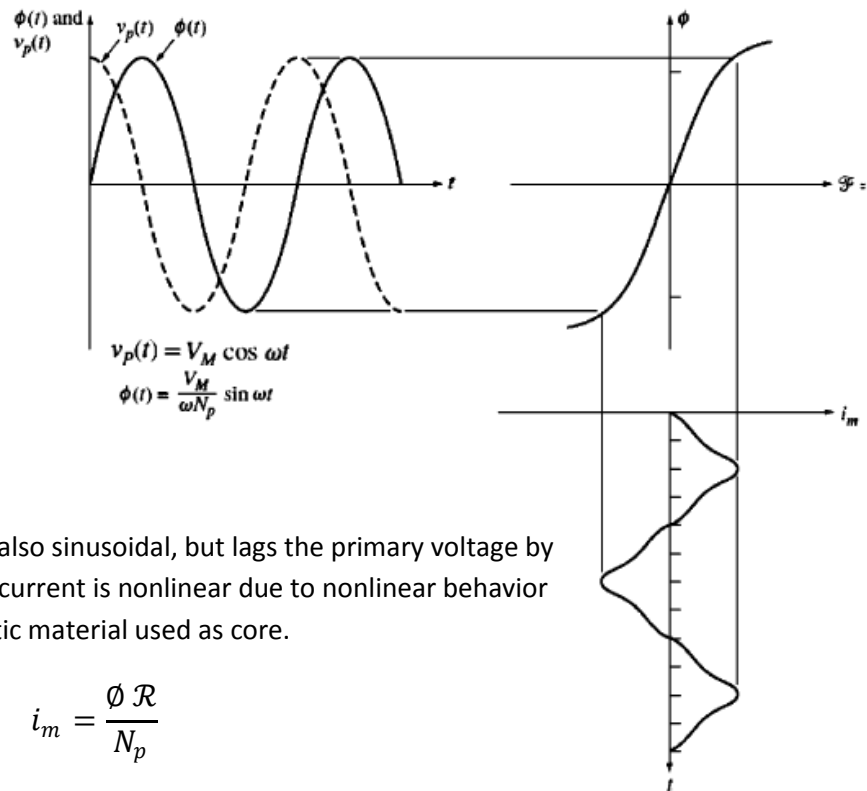 ϕ(t) and
v_p(t)
v_p(t)
ϕ(t)
t
ϕ
ℱ =
v_P(t) = V_M cos ωt
ϕ(t) = V_M / ωN_p sin ωt
i_m
also sinusoidal, but lags the primary voltage by
current is nonlinear due to nonlinear behavior
tic material used as core.
i_m = ∅ ℛ / N_p
t